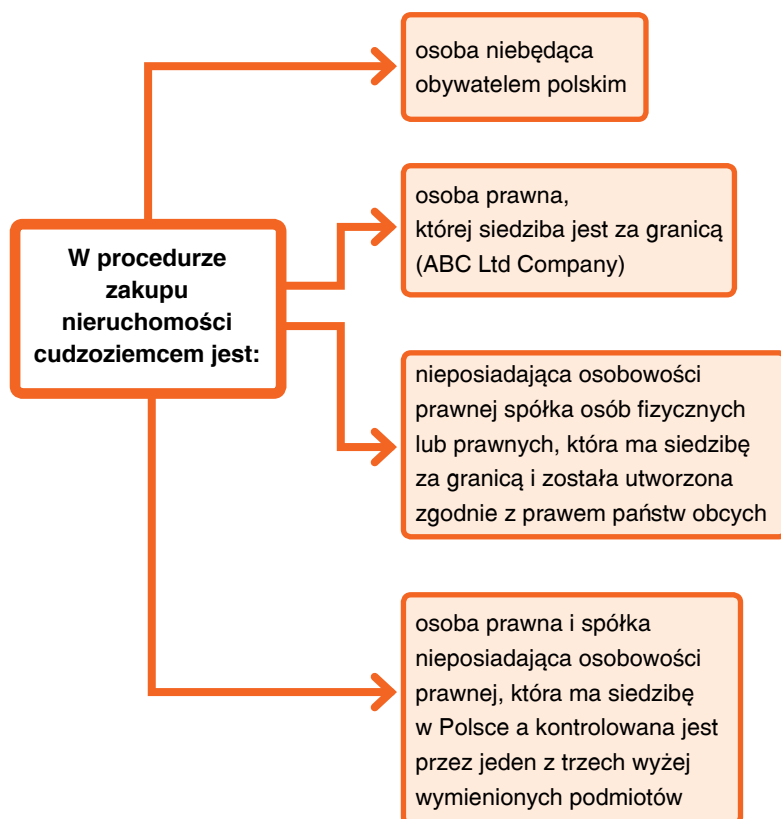 W procedurze
zakupu
nieruchomości
cudzoziemcem jest:
osoba niebędąca
obywatelem polskim
osoba prawna,
której siedziba jest za granicą
(ABC Ltd Company)
nieposiadająca osobowości
prawnej spółka osób fizycznych
lub prawnych, która ma siedzibę
za granicą i została utworzona
zgodnie z prawem państw obcych
osoba prawna i spółka
nieposiadająca osobowości
prawnej, która ma siedzibę
w Polsce a kontrolowana jest
przez jeden z trzech wyżej
wymienionych podmiotów